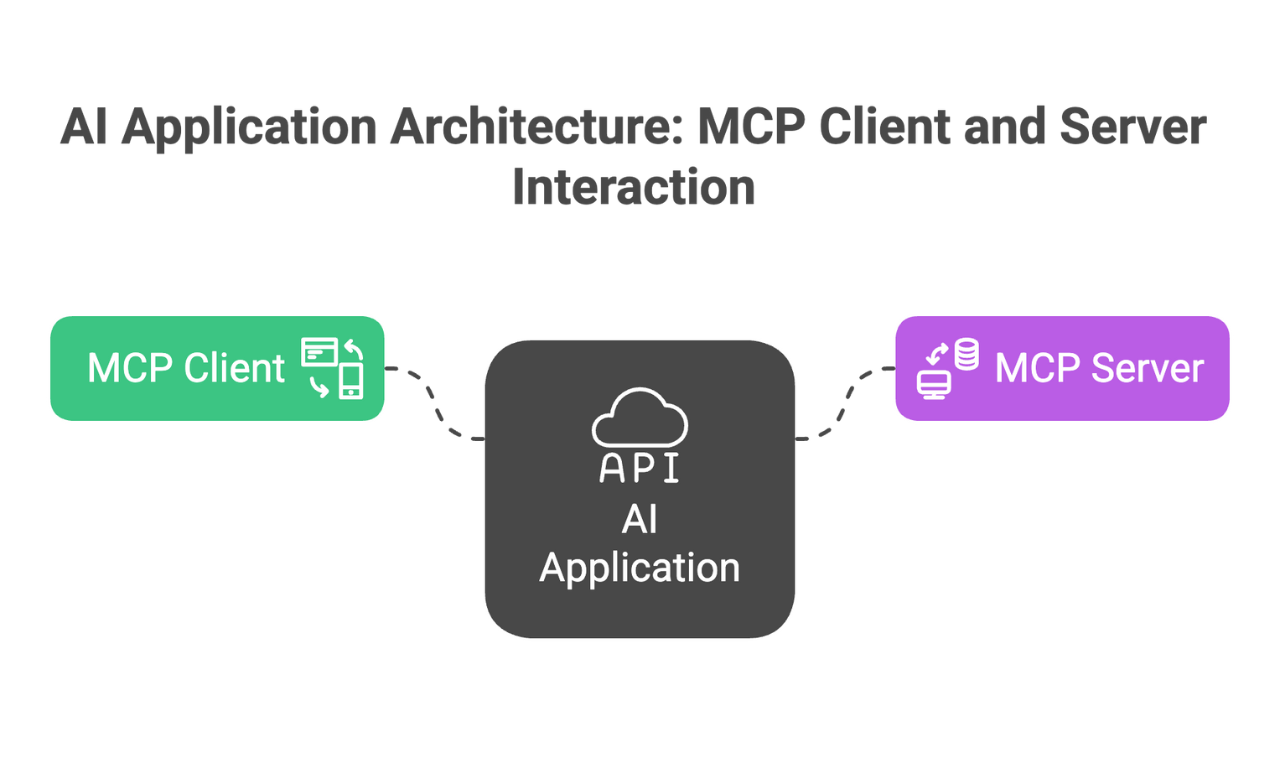 AI Application Architecture: MCP Client and Server
Interaction
MCP Client
MCP Server
API
AI
Application